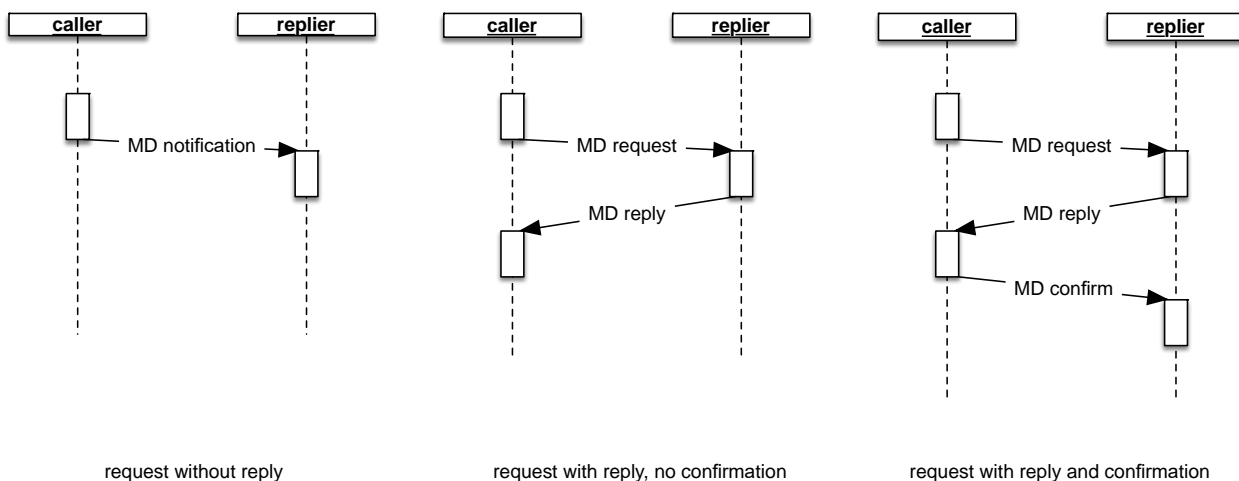 caller
replier
MD notification
request without reply
caller
replier
MD request
MD reply
request with reply, no confirmation
caller
replier
MD request
MD reply
MD confirm
request with reply and confirmation